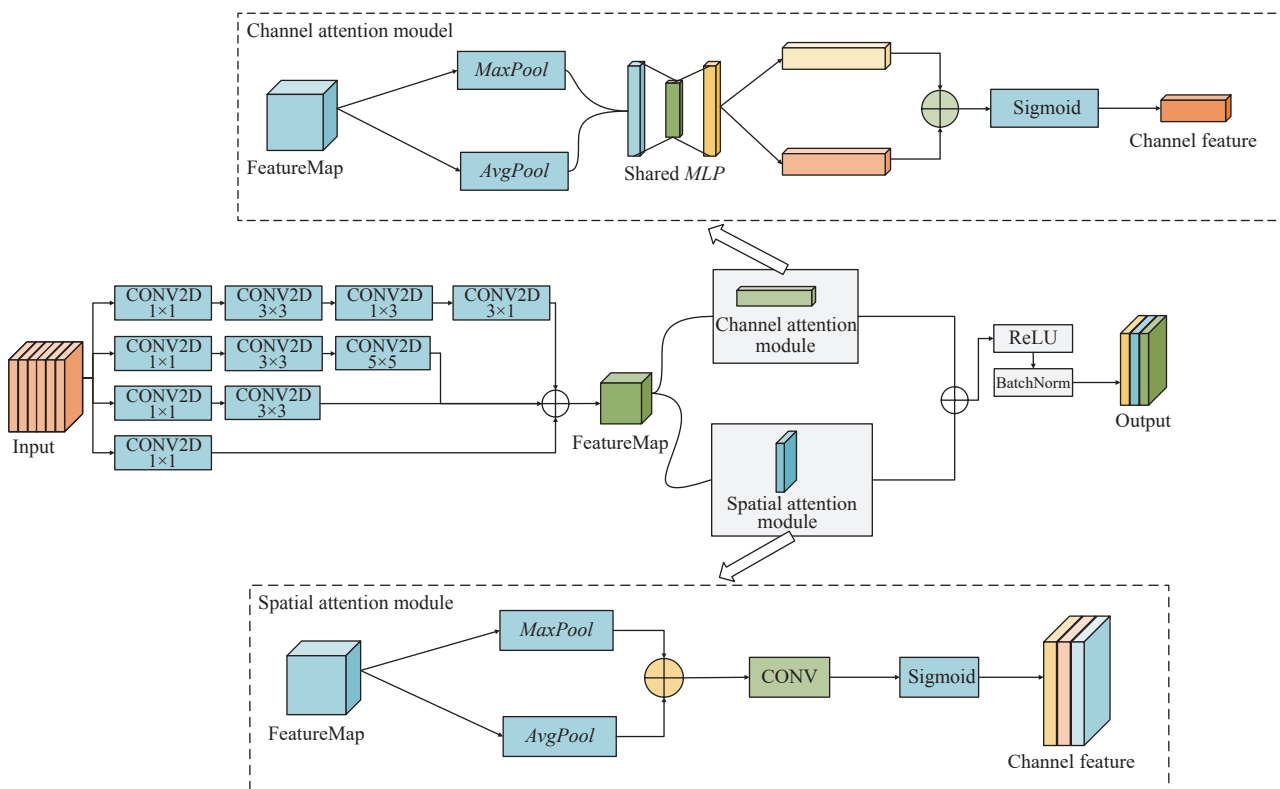 Channel attention moudel
MaxPool
AvgPool
FeatureMap
Shared MLP
Sigmoid
Channel feature
Input
CONV2D
1×1
CONV2D
3×3
CONV2D
1×3
CONV2D
3×1
CONV2D
1×1
CONV2D
3×3
CONV2D
5×5
CONV2D
1×1
CONV2D
3×3
CONV2D
1×1
FeatureMap
Channel attention
module
Spatial attention
module
ReLU
BatchNorm
Output
Spatial attention module
FeatureMap
MaxPool
AvgPool
CONV
Sigmoid
Channel feature